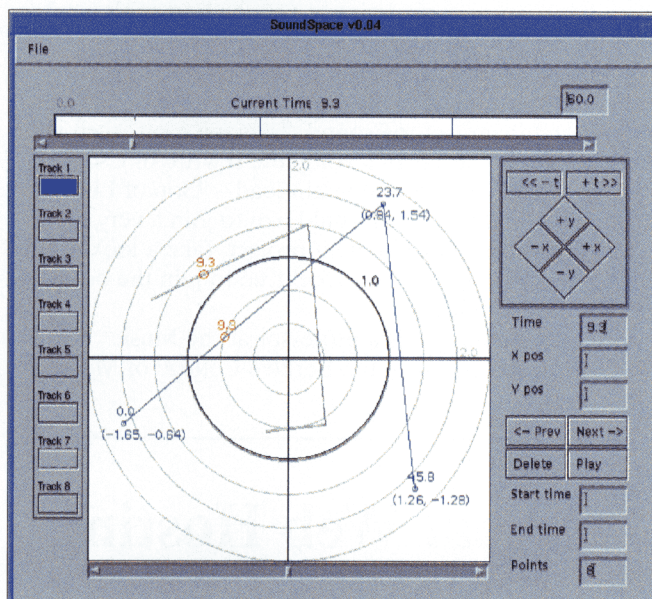 SoundSpace v0.04
File
0.0 Current Time 9.3 60.0
Track 1
Track 2
Track 3
Track 4
Track 5
Track 6
Track 7
Track 8
2.0
23.7
(0.84, 1.54)
9.3
1.0
9.3
2.0
0.0
(-1.65, -0.64)
45.8
(1.26, -1.28)
<< - t + t >>
+y
-x +x
-y
Time 9.3
X pos
Y pos
<- Prev Next ->
Delete Play
Start time
End time
Points 6